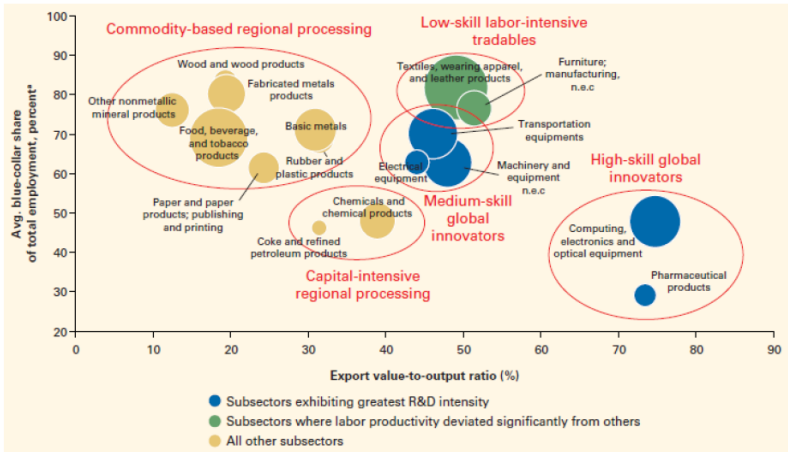 Commodity-based regional processing
Low-skill labor-intensive
tradables
Wood and wood products
Fabricated metals
products
Other nonmetallic
mineral products
Food, beverage,
and tobacco
products
Basic metals
Rubber and
plastic products
Paper and paper
products; publishing
and printing
Textiles, wearing apparel,
and leather products
Furniture;
manufacturing,
n.e.c
Transportation
equipments
Electrical
equipment
Machinery and
equipment
n.e.c
Medium-skill
global
innovators
High-skill global
innovators
Chemicals and
chemical products
Coke and refined
petroleum products
Capital-intensive
regional processing
Computing,
electronics and
optical equipment
Pharmaceutical
products
Avg. blue-collar share
of total employment, percent*
100
90
80
70
60
50
40
30
20
0 10 20 30 40 50 60 70 80 90
Export value-to-output ratio (%)
Subsectors exhibiting greatest R&D intensity
Subsectors where labor productivity deviated significantly from others
All other subsectors